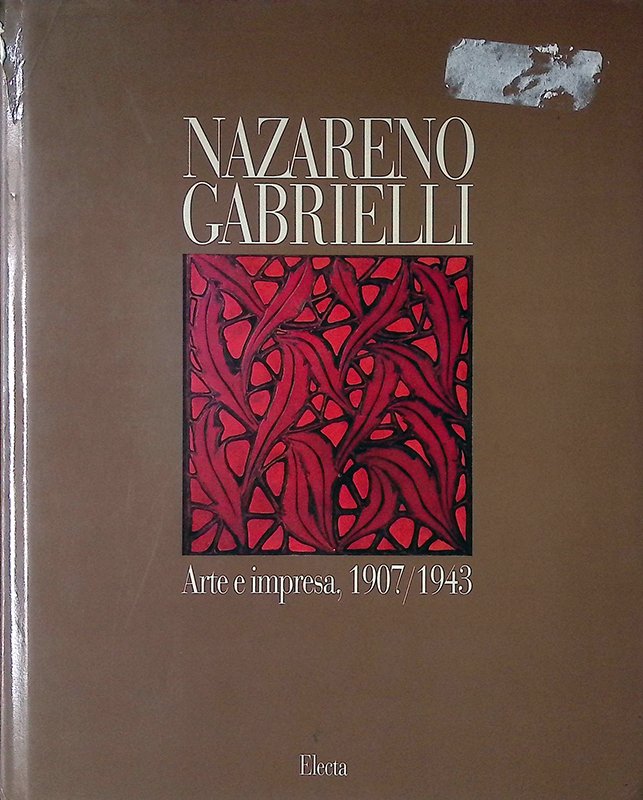 NAZARENO
GABRIELLI
Arte e impresa, 1907/1943
Electa